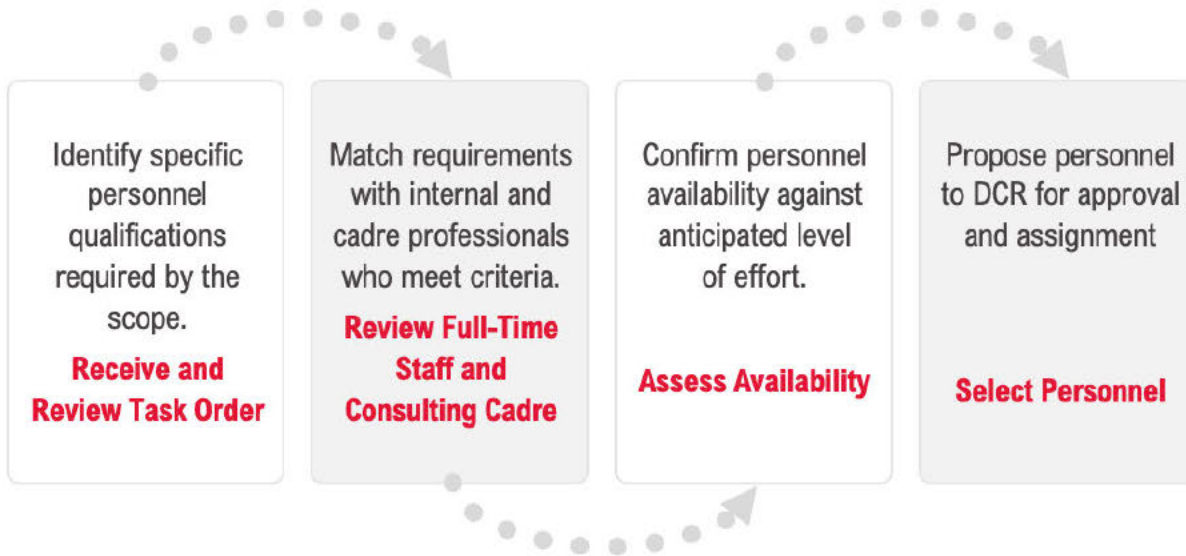 Identify specific
personnel
qualifications
required by the
scope.
Receive and
Review Task Order
Match requirements
with internal and
cadre professionals
who meet criteria.
Review Full-Time
Staff and
Consulting Cadre
Confirm personnel
availability against
anticipated level
of effort.
Assess Availability
Propose personnel
to DCR for approval
and assignment
Select Personnel